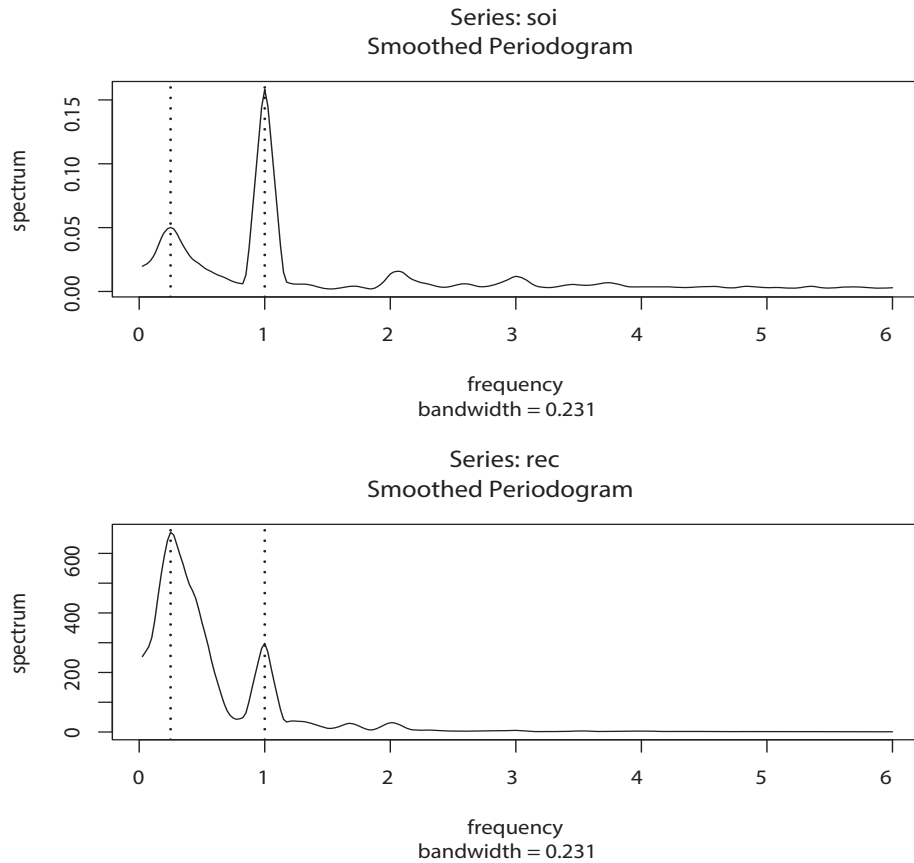 Series: soi
Smoothed Periodogram
spectrum
0.00 0.05 0.10 0.15
0 1 2 3 4 5 6
frequency
bandwidth = 0.231
Series: rec
Smoothed Periodogram
spectrum
0 200 400 600
0 1 2 3 4 5 6
frequency
bandwidth = 0.231